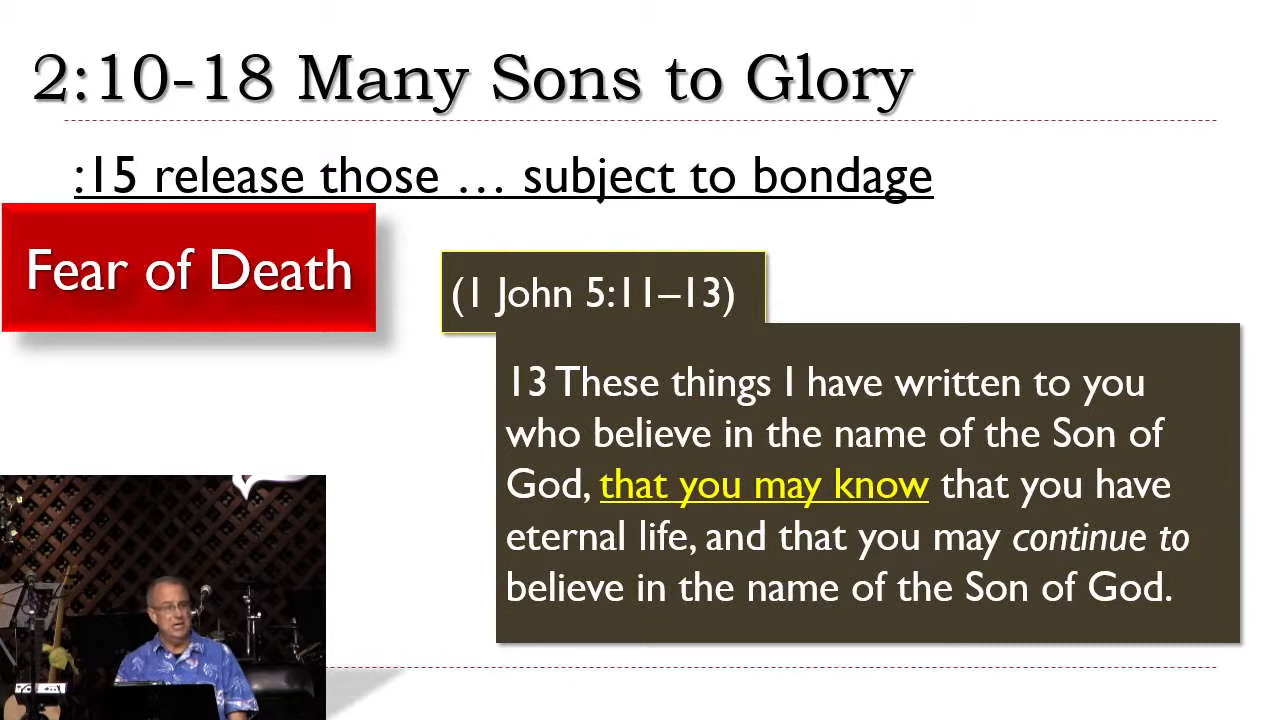 2:10-18 Many Sons to Glory
:15 release those … subject to bondage
Fear of Death
(1 John 5:11–13)
13 These things I have written to you
who believe in the name of the Son of
God, that you may know that you have
eternal life, and that you may continue to
believe in the name of the Son of God.